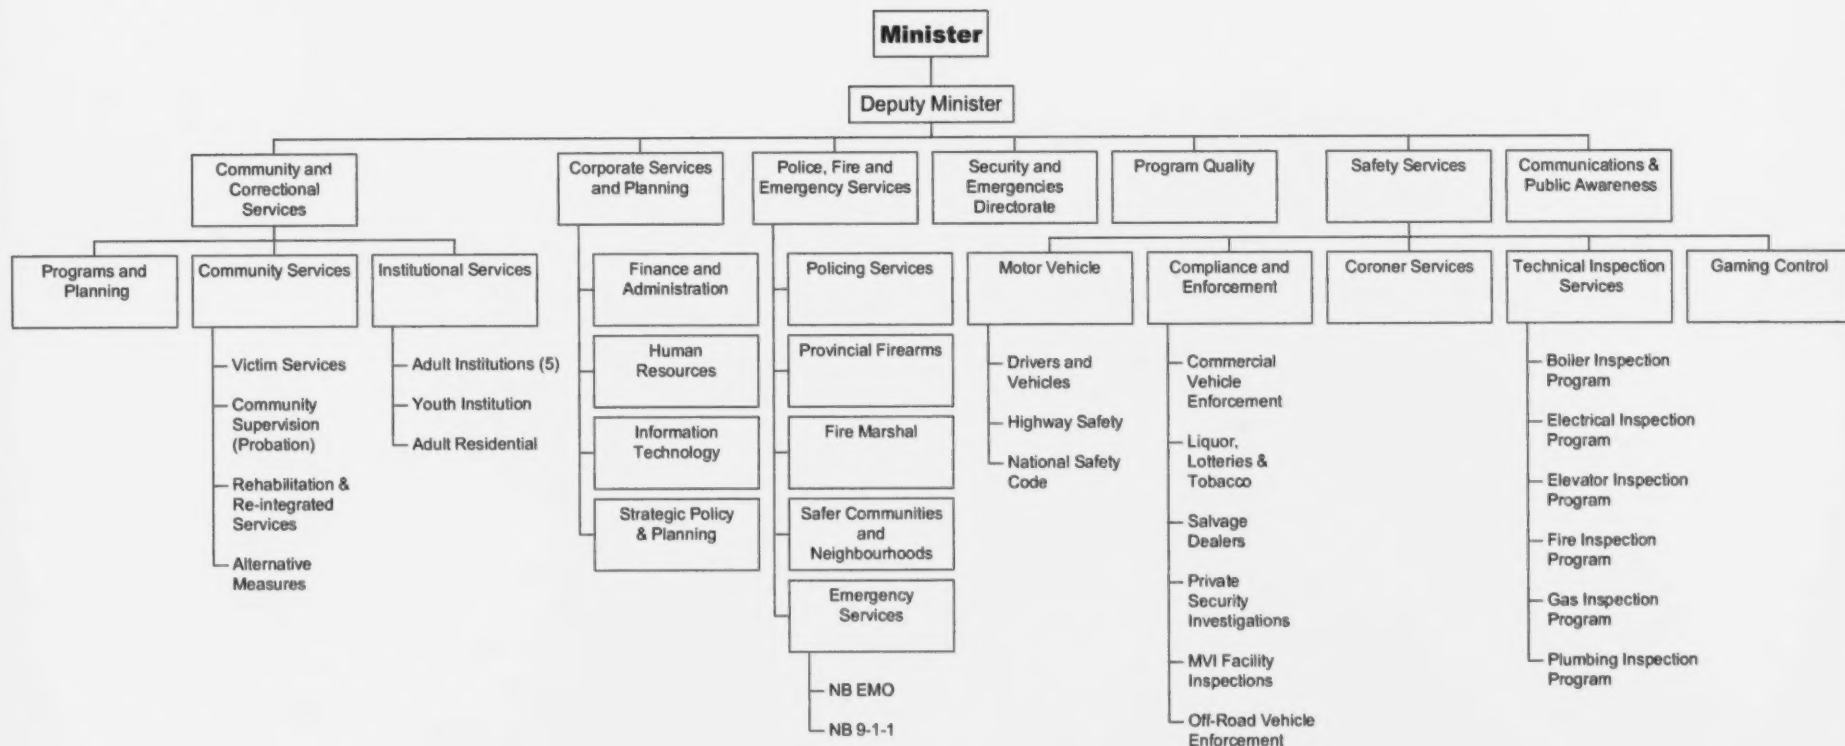 Minister
Deputy Minister
Community and
Correctional
Services
Corporate Services
and Planning
Police, Fire and
Emergency Services
Security and
Emergencies
Directorate
Program Quality
Safety Services
Communications &
Public Awareness
Programs and
Planning
Community Services
Institutional Services
Finance and
Administration
Policing Services
Motor Vehicle
Compliance and
Enforcement
Coroner Services
Technical Inspection
Services
Gaming Control
Victim Services
Community
Supervision
(Probation)
Rehabilitation &
Re-integrated
Services
Alternative
Measures
Adult Institutions (5)
Youth Institution
Adult Residential
Human
Resources
Information
Technology
Strategic Policy
& Planning
Provincial Firearms
Fire Marshal
Safer Communities
and
Neighbourhoods
Emergency
Services
NB EMO
NB 9-1-1
Drivers and
Vehicles
Highway Safety
National Safety
Code
Commercial
Vehicle
Enforcement
Liquor,
Lotteries &
Tobacco
Salvage
Dealers
Private
Security
Investigations
MVI Facility
Inspections
Off-Road Vehicle
Enforcement
Boiler Inspection
Program
Electrical Inspection
Program
Elevator Inspection
Program
Fire Inspection
Program
Gas Inspection
Program
Plumbing Inspection
Program